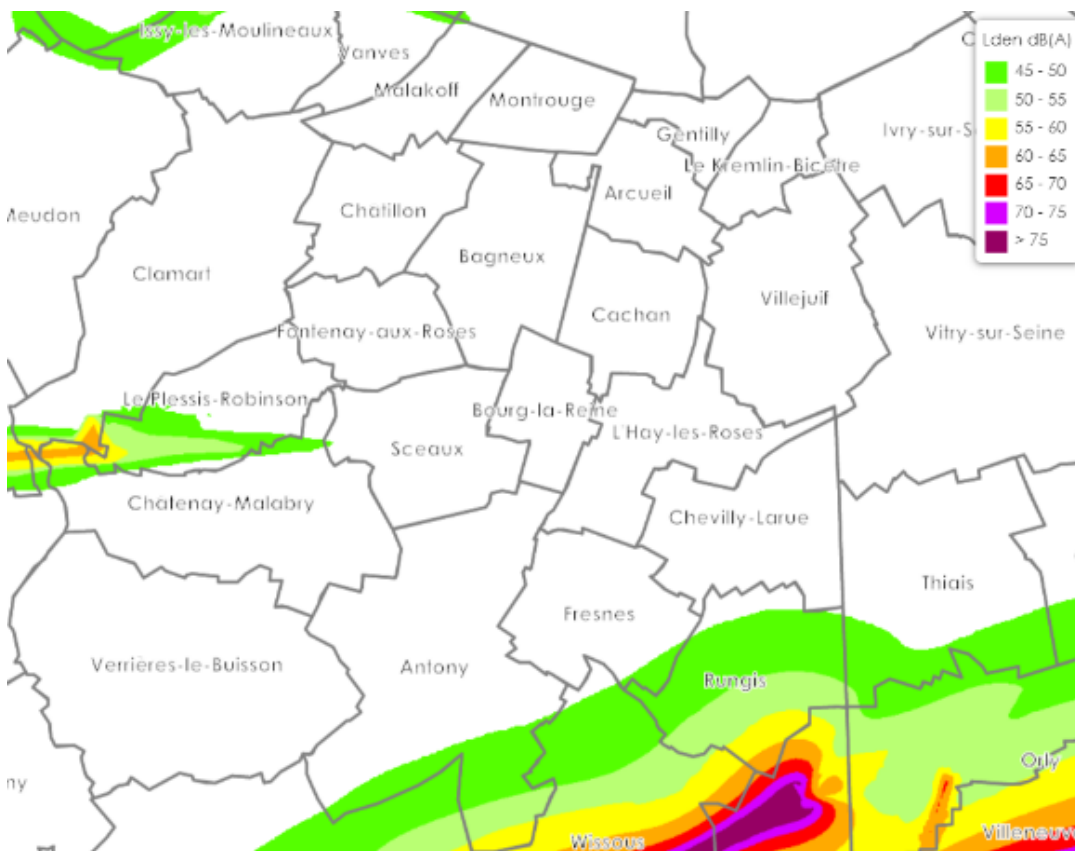 Issy-les-Moulineaux
Vanves
Malakoff
Montrouge
Gentilly
Le Kremlin-Bicêtre
Ivry-sur-S
Lden dB(A)
45 - 50
50 - 55
55 - 60
60 - 65
65 - 70
70 - 75
> 75
Meudon
Chatillon
Arcueil
Clamart
Bagneux
Villejuif
Cachan
Fontenay-aux-Roses
Vitry-sur-Seine
Le Plessis-Robinson
Bourg-la-Reine
L'Hay-les-Roses
Sceaux
Châtenay-Malabry
Chevilly-Larue
Thiais
Fresnes
Verrières-le-Buisson
Antony
Rungis
Orly
ny
Wissous
Villeneuv